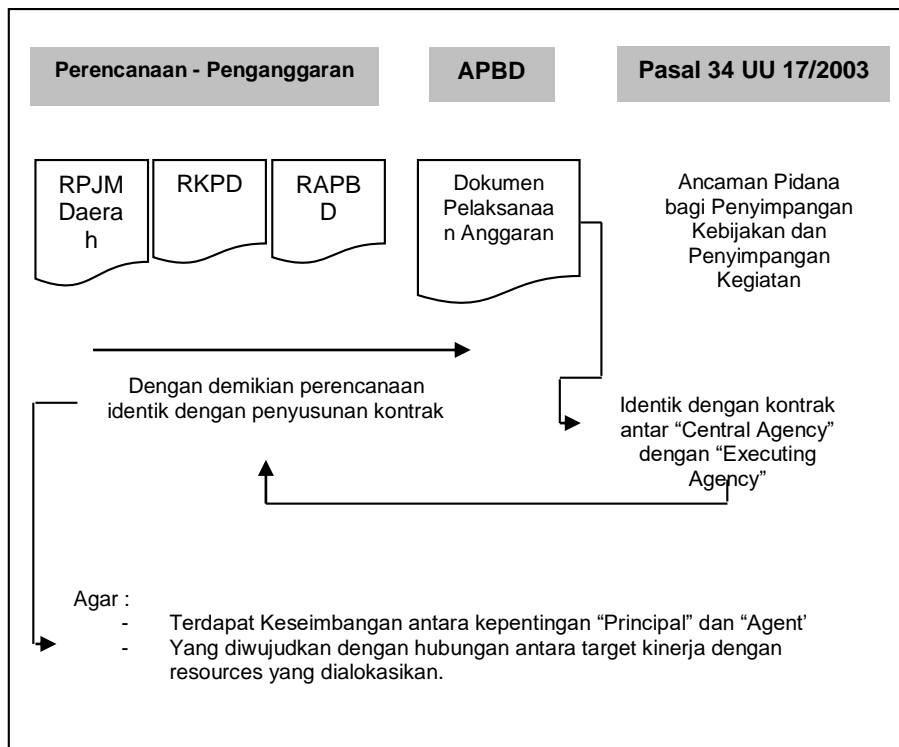 Perencanaan - Penganggaran
APBD
Pasal 34 UU 17/2003
RPJM
Daera
h
RKPD
RAPB
D
Dokumen
Pelaksanaa
n Anggaran
Ancaman Pidana
bagi Penyimpangan
Kebijakan dan
Penyimpangan
Kegiatan
Dengan demikian perencanaan
identik dengan penyusunan kontrak
Identik dengan kontrak
antar “Central Agency”
dengan “Executing
Agency”
Agar :
- Terdapat Keseimbangan antara kepentingan “Principal” dan “Agent’
- Yang diwujudkan dengan hubungan antara target kinerja dengan
resources yang dialokasikan.